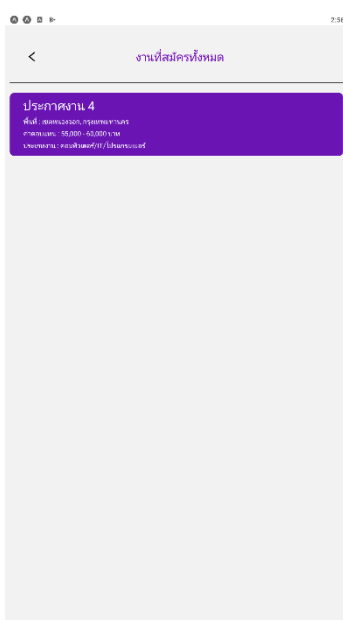 2:56
งานที่สมัครทั้งหมด
ประกาศงาน 4
พื้นที่ : เขตหนองจอก, กรุงเทพมหานคร
ค่าตอบแทน : 55,000 - 60,000 บาท
ประเภทงาน : คอมพิวเตอร์/IT/โปรแกรมเมอร์